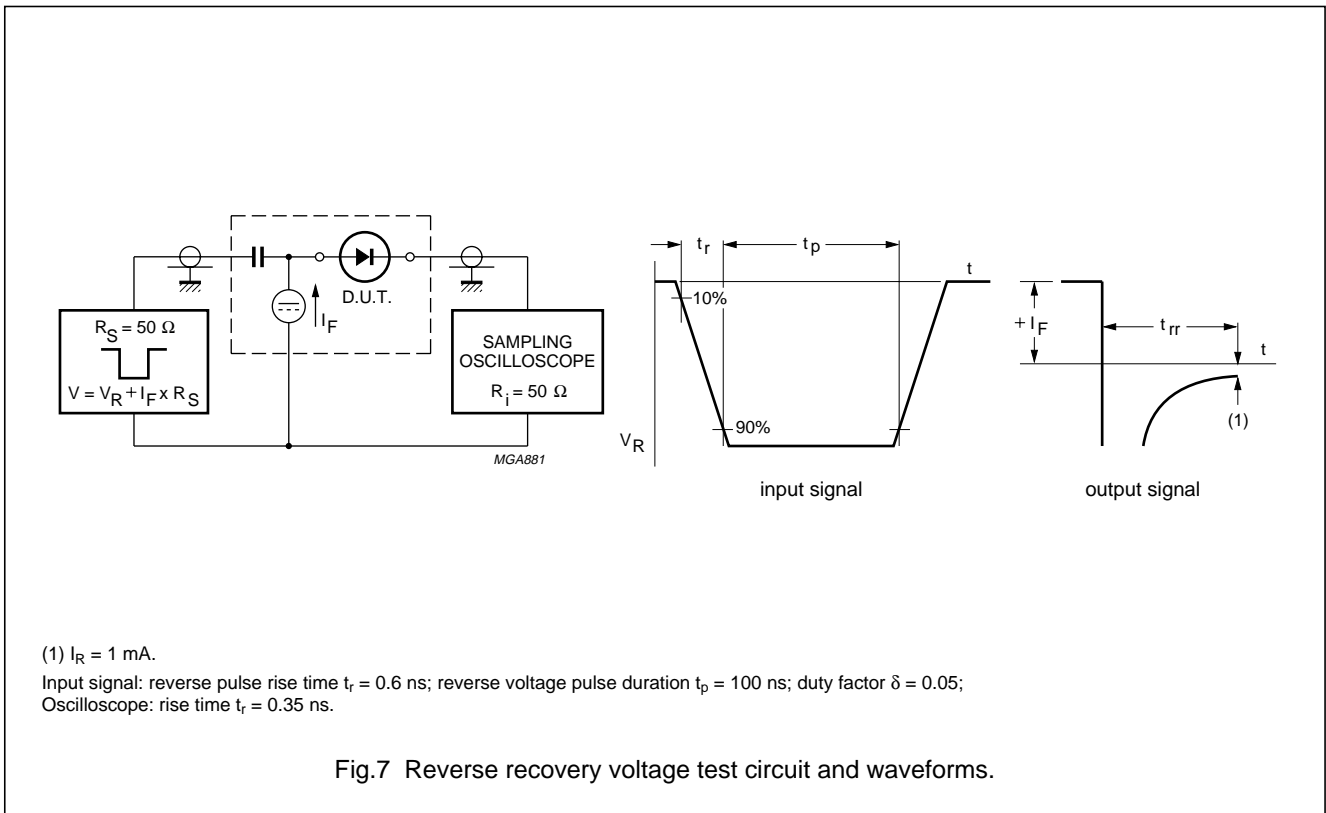 D.U.T.
I_F
R_S = 50 Ω
V = V_R + I_F x R_S
SAMPLING
OSCILLOSCOPE
R_i = 50 Ω
MGA881
t_r
t_p
t
10%
90%
V_R
input signal
+ I_F
t_rr
t
(1)
output signal
(1) I_R = 1 mA.
Input signal: reverse pulse rise time t_r = 0.6 ns; reverse voltage pulse duration t_p = 100 ns; duty factor δ = 0.05;
Oscilloscope: rise time t_r = 0.35 ns.
Fig.7 Reverse recovery voltage test circuit and waveforms.